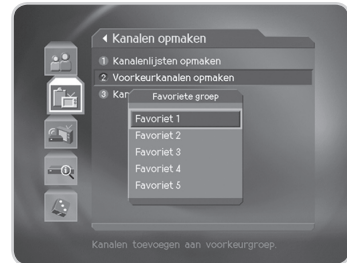 Kanalen opmaken
1 Kanalenlijsten opmaken
2 Voorkeurkanalen opmaken
3 Kan
Favoriete groep
Favoriet 1
Favoriet 2
Favoriet 3
Favoriet 4
Favoriet 5
Kanalen toevoegen aan voorkeurgroep.